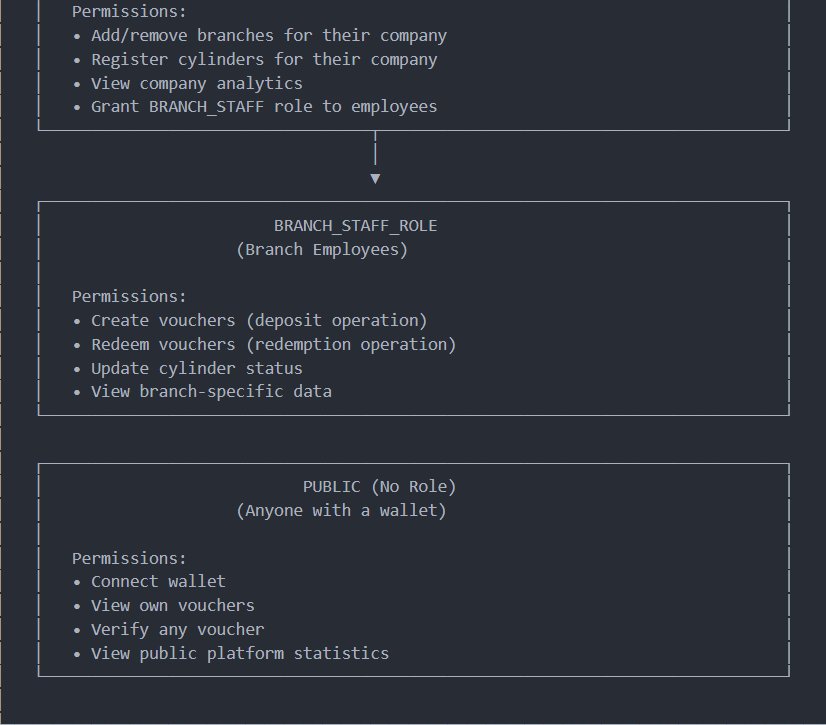 Permissions:
• Add/remove branches for their company
• Register cylinders for their company
• View company analytics
• Grant BRANCH_STAFF role to employees
▼
BRANCH_STAFF_ROLE
(Branch Employees)
Permissions:
• Create vouchers (deposit operation)
• Redeem vouchers (redemption operation)
• Update cylinder status
• View branch-specific data
PUBLIC (No Role)
(Anyone with a wallet)
Permissions:
• Connect wallet
• View own vouchers
• Verify any voucher
• View public platform statistics